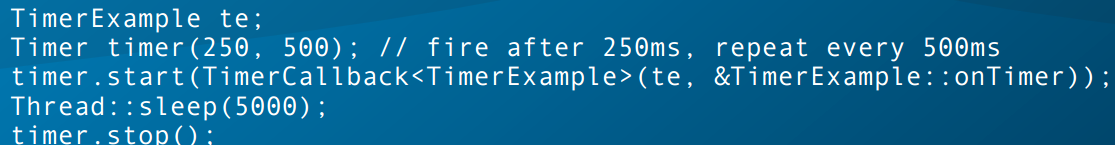 TimerExample te;
Timer timer(250, 500); // fire after 250ms, repeat every 500ms
timer.start(TimerCallback<TimerExample>(te, &TimerExample::onTimer));
Thread::sleep(5000);
timer.stop();